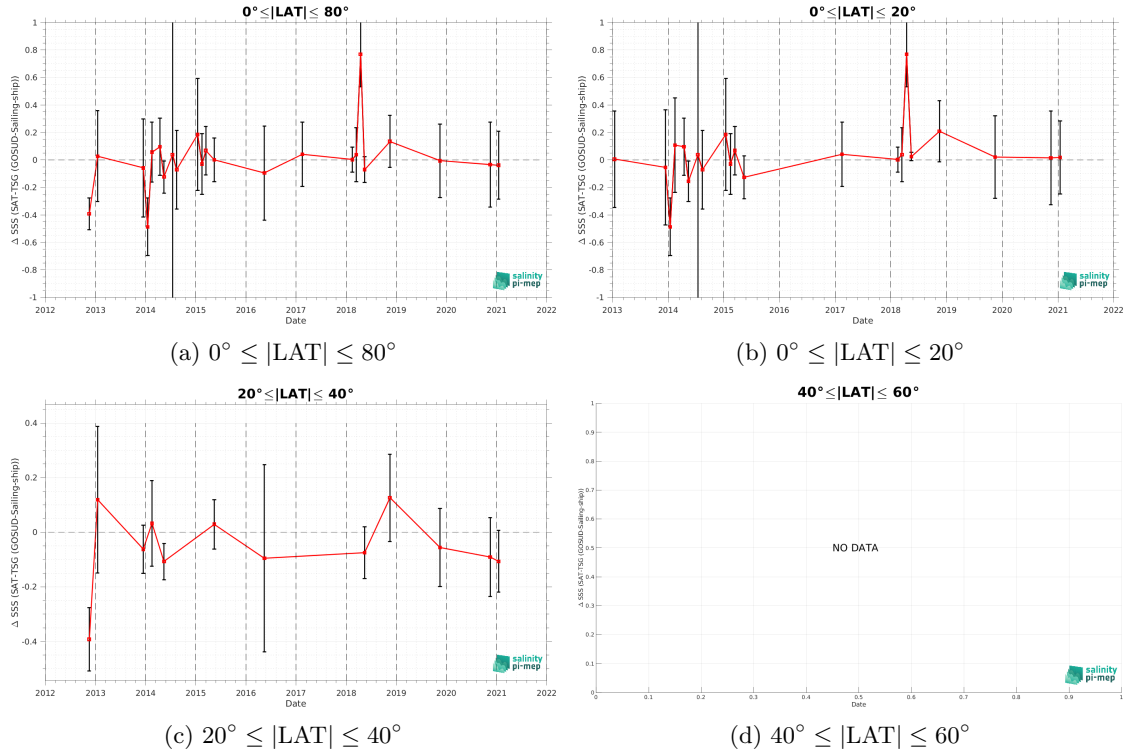 0°≤|LAT|≤ 80°
Δ SSS (SAT-TSG (GOSUD-Sailing-ship))
1
0.8
0.6
0.4
0.2
0
-0.2
-0.4
-0.6
-0.8
-1
2012 2013 2014 2015 2016 2017 2018 2019 2020 2021 2022
Date
salinity
pi-mep
(a) 0° ≤ |LAT| ≤ 80°
0°≤|LAT|≤ 20°
Δ SSS (SAT-TSG (GOSUD-Sailing-ship))
1
0.8
0.6
0.4
0.2
0
-0.2
-0.4
-0.6
-0.8
-1
2013 2014 2015 2016 2017 2018 2019 2020 2021 2022
Date
salinity
pi-mep
(b) 0° ≤ |LAT| ≤ 20°
20°≤|LAT|≤ 40°
Δ SSS (SAT-TSG (GOSUD-Sailing-ship))
0.4
0.2
0
-0.2
-0.4
2012 2013 2014 2015 2016 2017 2018 2019 2020 2021 2022
Date
salinity
pi-mep
(c) 20° ≤ |LAT| ≤ 40°
40°≤|LAT|≤ 60°
Δ SSS (SAT-TSG (GOSUD-Sailing-ship))
1
0.9
0.8
0.7
0.6
0.5
0.4
0.3
0.2
0.1
0
NO DATA
0 0.1 0.2 0.3 0.4 0.5 0.6 0.7 0.8 0.9 1
Date
salinity
pi-mep
(d) 40° ≤ |LAT| ≤ 60°